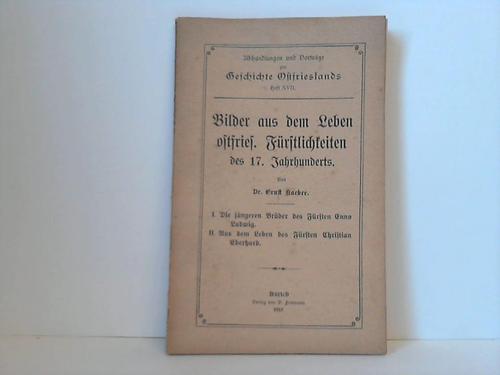 Abhandlungen und Vorträge
zur
Geschichte Ostfrieslands
Heft XVII.
Bilder aus dem Leben
ostfries. Fürstlichkeiten
des 17. Jahrhunderts.
Von
Dr. Ernst Kaeber.
I. Die jüngeren Brüder des Fürsten Enno
Ludwig.
II. Aus dem Leben des Fürsten Christian
Eberhard.
Aurich
Verlag von D. Friemann